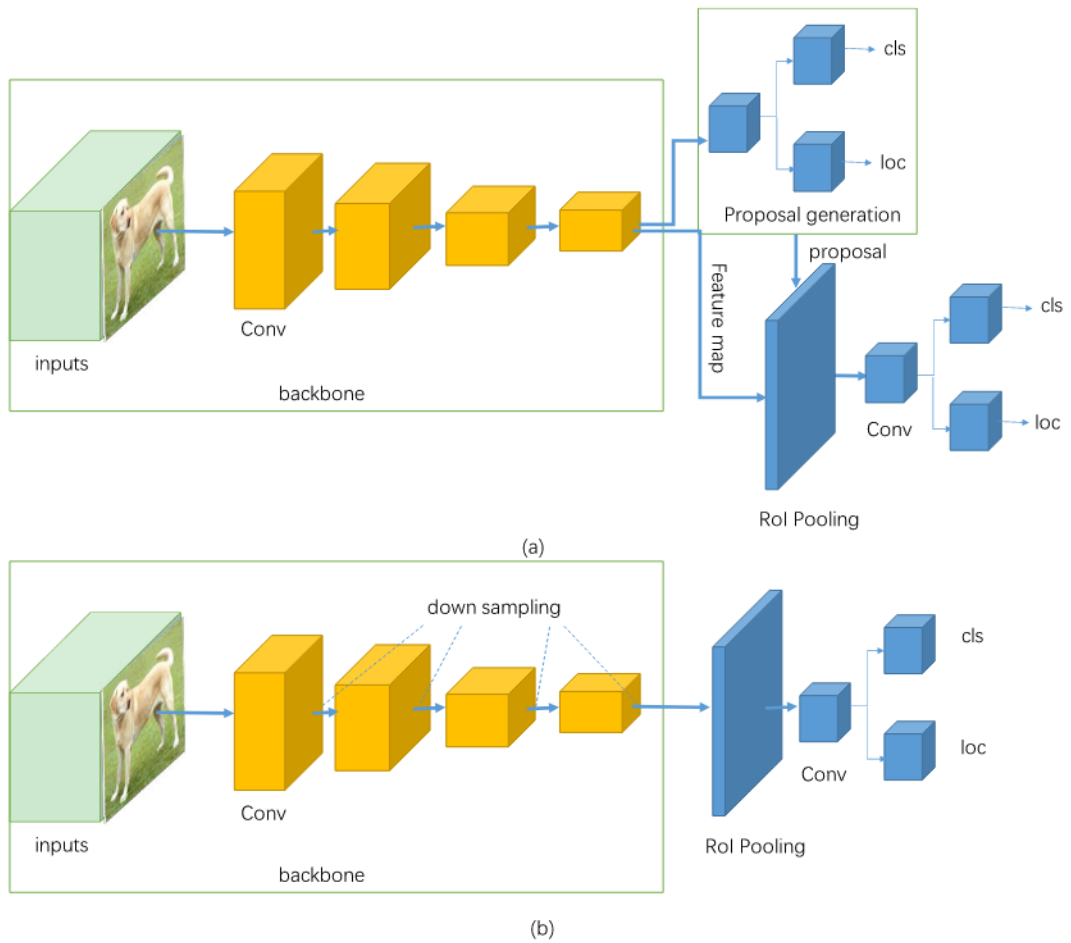 cls
loc
Proposal generation
proposal
Feature map
cls
loc
Conv
Conv
inputs
backbone
RoI Pooling
(a)
down sampling
cls
loc
Conv
Conv
RoI Pooling
inputs
backbone
(b)